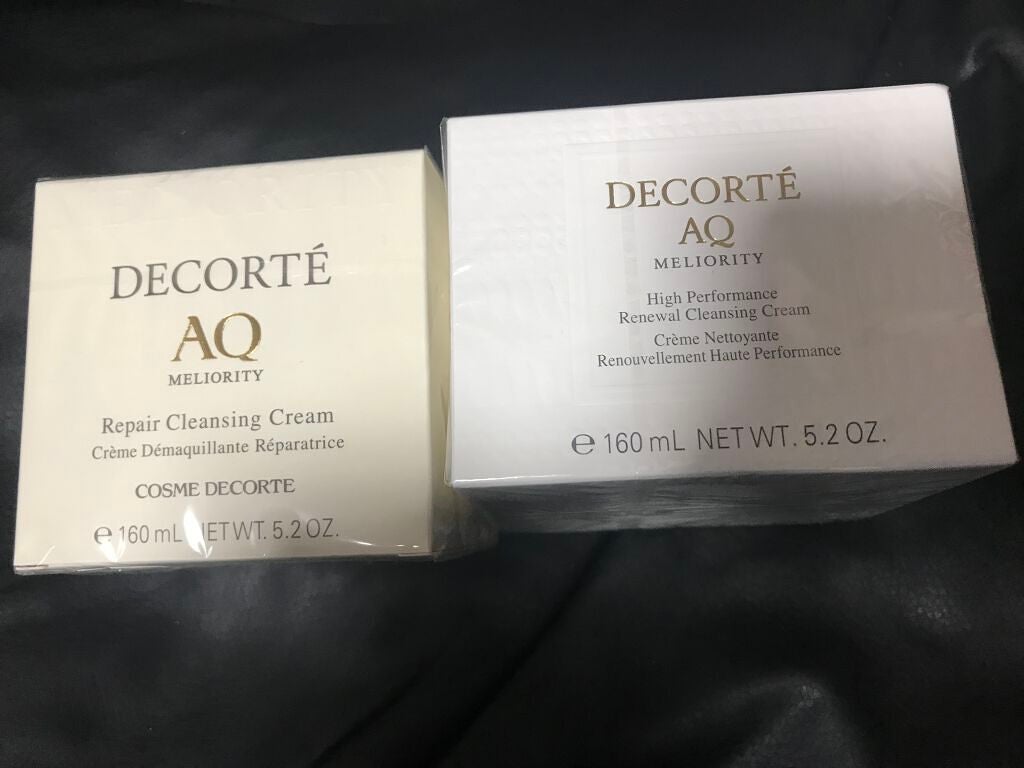 DECORTÉ
AQ
MELIORITY
Repair Cleansing Cream
Crème Démaquillante Réparatrice
COSME DECORTE
℮ 160 mL NET WT. 5.2 OZ.
DECORTÉ
AQ
MELIORITY
High Performance
Renewal Cleansing Cream
Crème Nettoyante
Renouvellement Haute Performance
℮ 160 mL NET WT. 5.2 OZ.